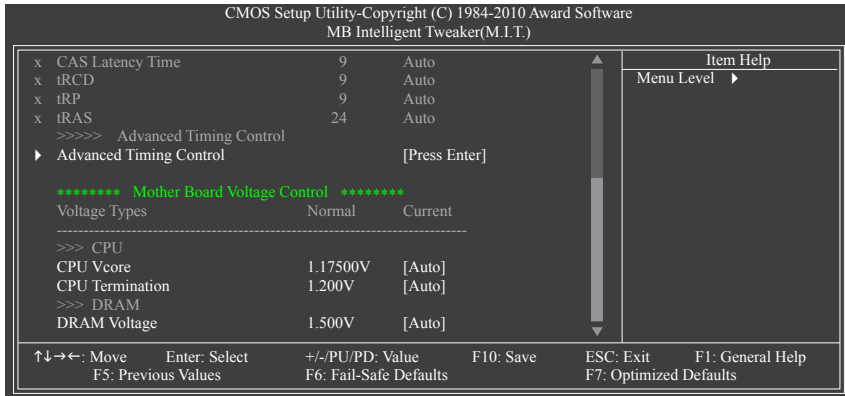 CMOS Setup Utility-Copyright (C) 1984-2010 Award Software
MB Intelligent Tweaker(M.I.T.)
x CAS Latency Time 9 Auto
x tRCD 9 Auto
x tRP 9 Auto
x tRAS 24 Auto
>>>>> Advanced Timing Control
▶ Advanced Timing Control [Press Enter]
******** Mother Board Voltage Control ********
Voltage Types Normal Current
-----------------------------------------------------------------------------
>>> CPU
CPU Vcore 1.17500V [Auto]
CPU Termination 1.200V [Auto]
>>> DRAM
DRAM Voltage 1.500V [Auto]
Item Help
Menu Level ▶
↑↓→←: Move Enter: Select +/-/PU/PD: Value F10: Save ESC: Exit F1: General Help
F5: Previous Values F6: Fail-Safe Defaults F7: Optimized Defaults